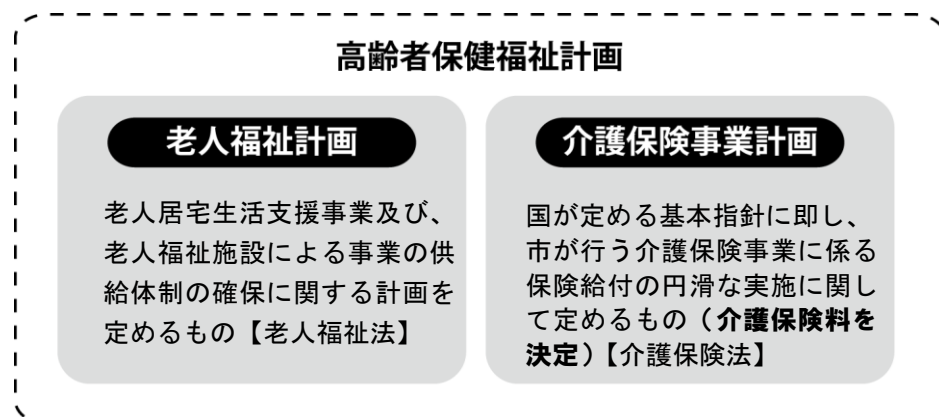 高齢者保健福祉計画
老人福祉計画
老人居宅生活支援事業及び、
老人福祉施設による事業の供
給体制の確保に関する計画を
定めるもの【老人福祉法】
介護保険事業計画
国が定める基本指針に即し、
市が行う介護保険事業に係る
保険給付の円滑な実施に関し
て定めるもの（介護保険料を
決定）【介護保険法】